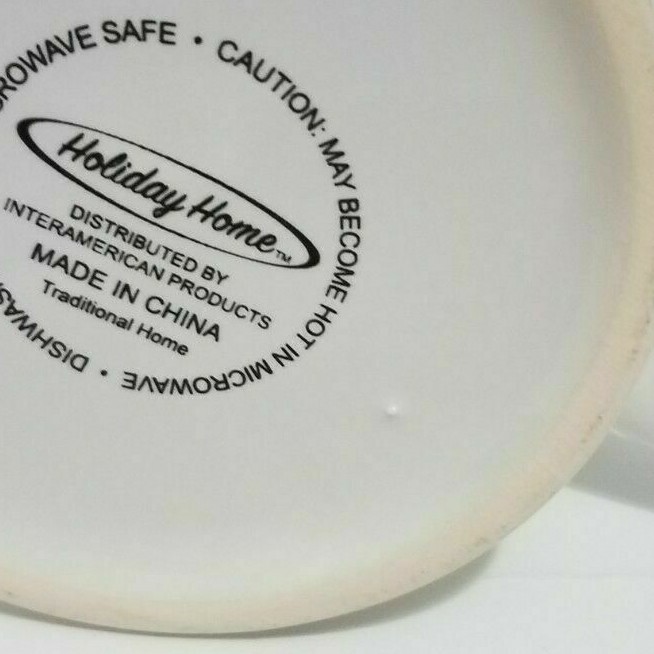 ROWAVE SAFE • CAUTION: MAY BECOME HOT IN MICROWAVE • DISHWAS
Holiday Home™
DISTRIBUTED BY
INTERAMERICAN PRODUCTS
MADE IN CHINA
Traditional Home